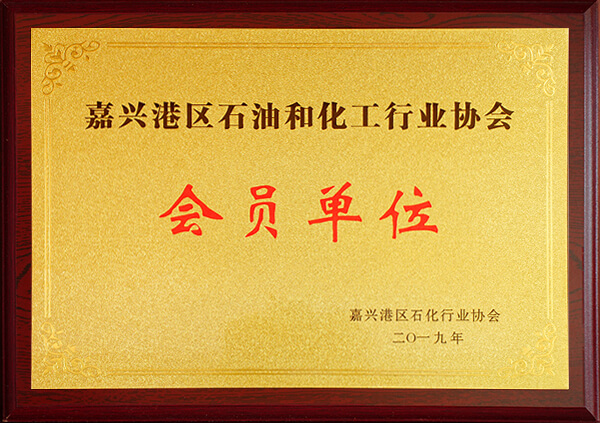 嘉兴港区石油和化工行业协会
会员单位
嘉兴港区石化行业协会
二〇一九年